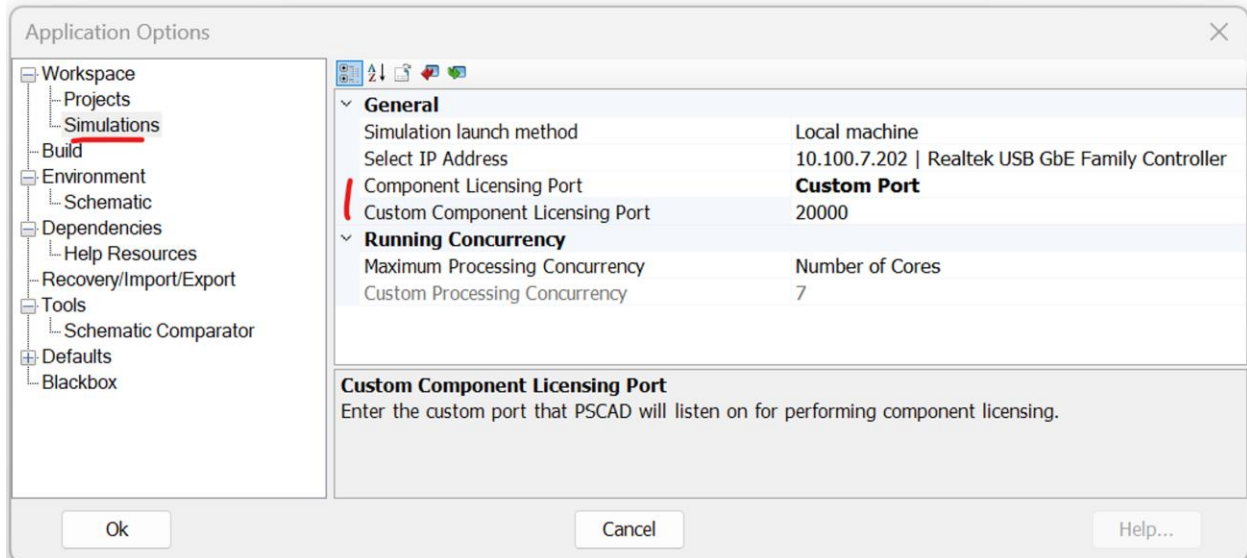 Application Options
Workspace
Projects
Simulations
Build
Environment
Schematic
Dependencies
Help Resources
Recovery/Import/Export
Tools
Schematic Comparator
Defaults
Blackbox
General
Simulation launch method Local machine
Select IP Address 10.100.7.202 | Realtek USB GbE Family Controller
Component Licensing Port Custom Port
Custom Component Licensing Port 20000
Running Concurrency
Maximum Processing Concurrency Number of Cores
Custom Processing Concurrency 7
Custom Component Licensing Port
Enter the custom port that PSCAD will listen on for performing component licensing.
Ok Cancel Help...